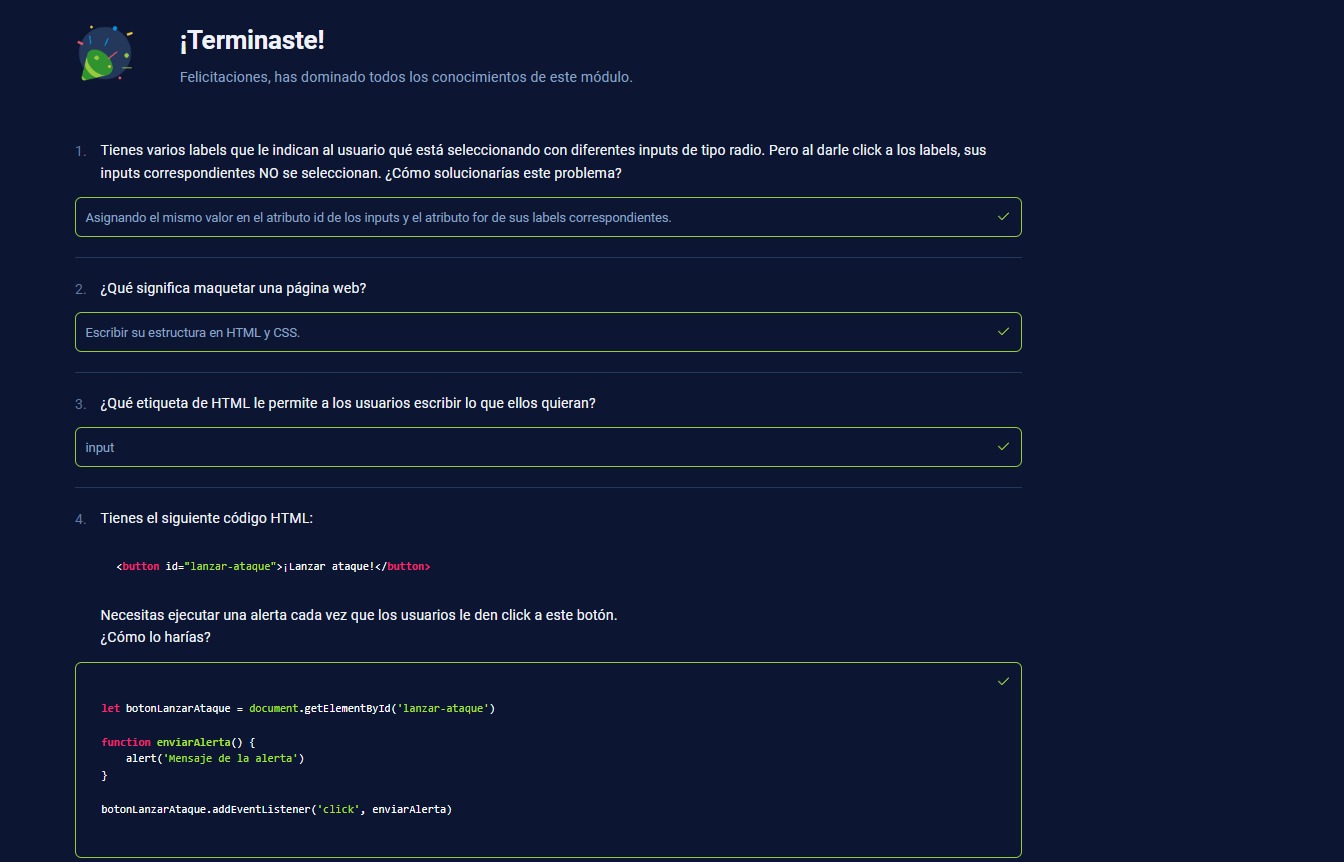 ¡Terminaste!
Felicitaciones, has dominado todos los conocimientos de este módulo.
1. Tienes varios labels que le indican al usuario qué está seleccionando con diferentes inputs de tipo radio. Pero al darle click a los labels, sus
inputs correspondientes NO se seleccionan. ¿Cómo solucionarías este problema?
Asignando el mismo valor en el atributo id de los inputs y el atributo for de sus labels correspondientes.
2. ¿Qué significa maquetar una página web?
Escribir su estructura en HTML y CSS.
3. ¿Qué etiqueta de HTML le permite a los usuarios escribir lo que ellos quieran?
input
4. Tienes el siguiente código HTML:
<button id="lanzar-ataque">¡Lanzar ataque!</button>
Necesitas ejecutar una alerta cada vez que los usuarios le den click a este botón.
¿Cómo lo harías?
let botonLanzarAtaque = document.getElementById('lanzar-ataque')
function enviarAlerta() {
    alert('Mensaje de la alerta')
}
botonLanzarAtaque.addEventListener('click', enviarAlerta)